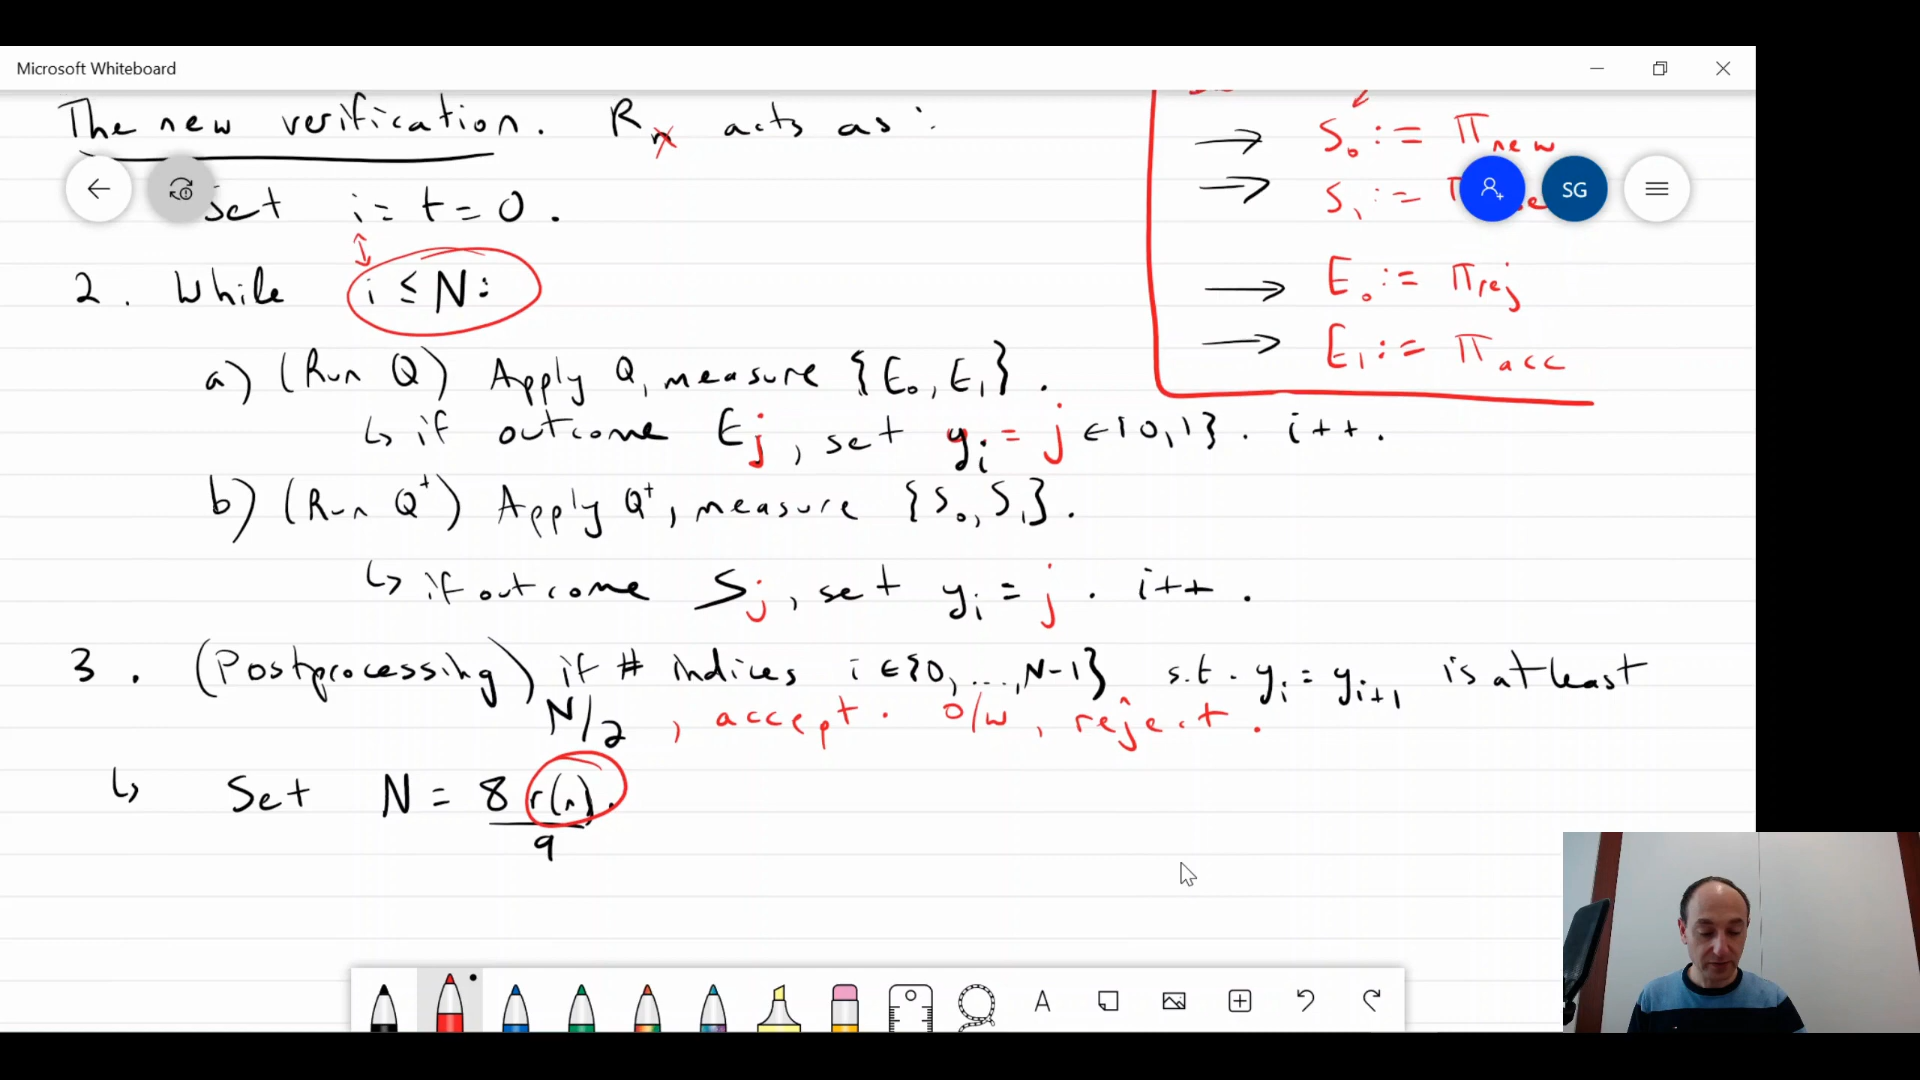 Microsoft Whiteboard
The new verification. R_n acts as:
Set i = t = 0.
2. While i ≤ N:
a) (Run Q) Apply Q, measure {E_0, E_1}.
↳ if outcome E_j, set y_i = j ∈ {0,1}. i++.
b) (Run Q†) Apply Q†, measure {S_0, S_1}.
↳ if outcome S_j, set y_i = j. i++.
3. (Postprocessing) if # indices i ∈ {0,...,N-1} s.t. y_i = y_{i+1} is at least
N/2, accept. o/w, reject.
↳ Set N = 8 r(n).
9
→ S_0 := Π_new
→ S_1 :=
→ E_0 := Π_rej
→ E_1 := Π_acc
SG
A